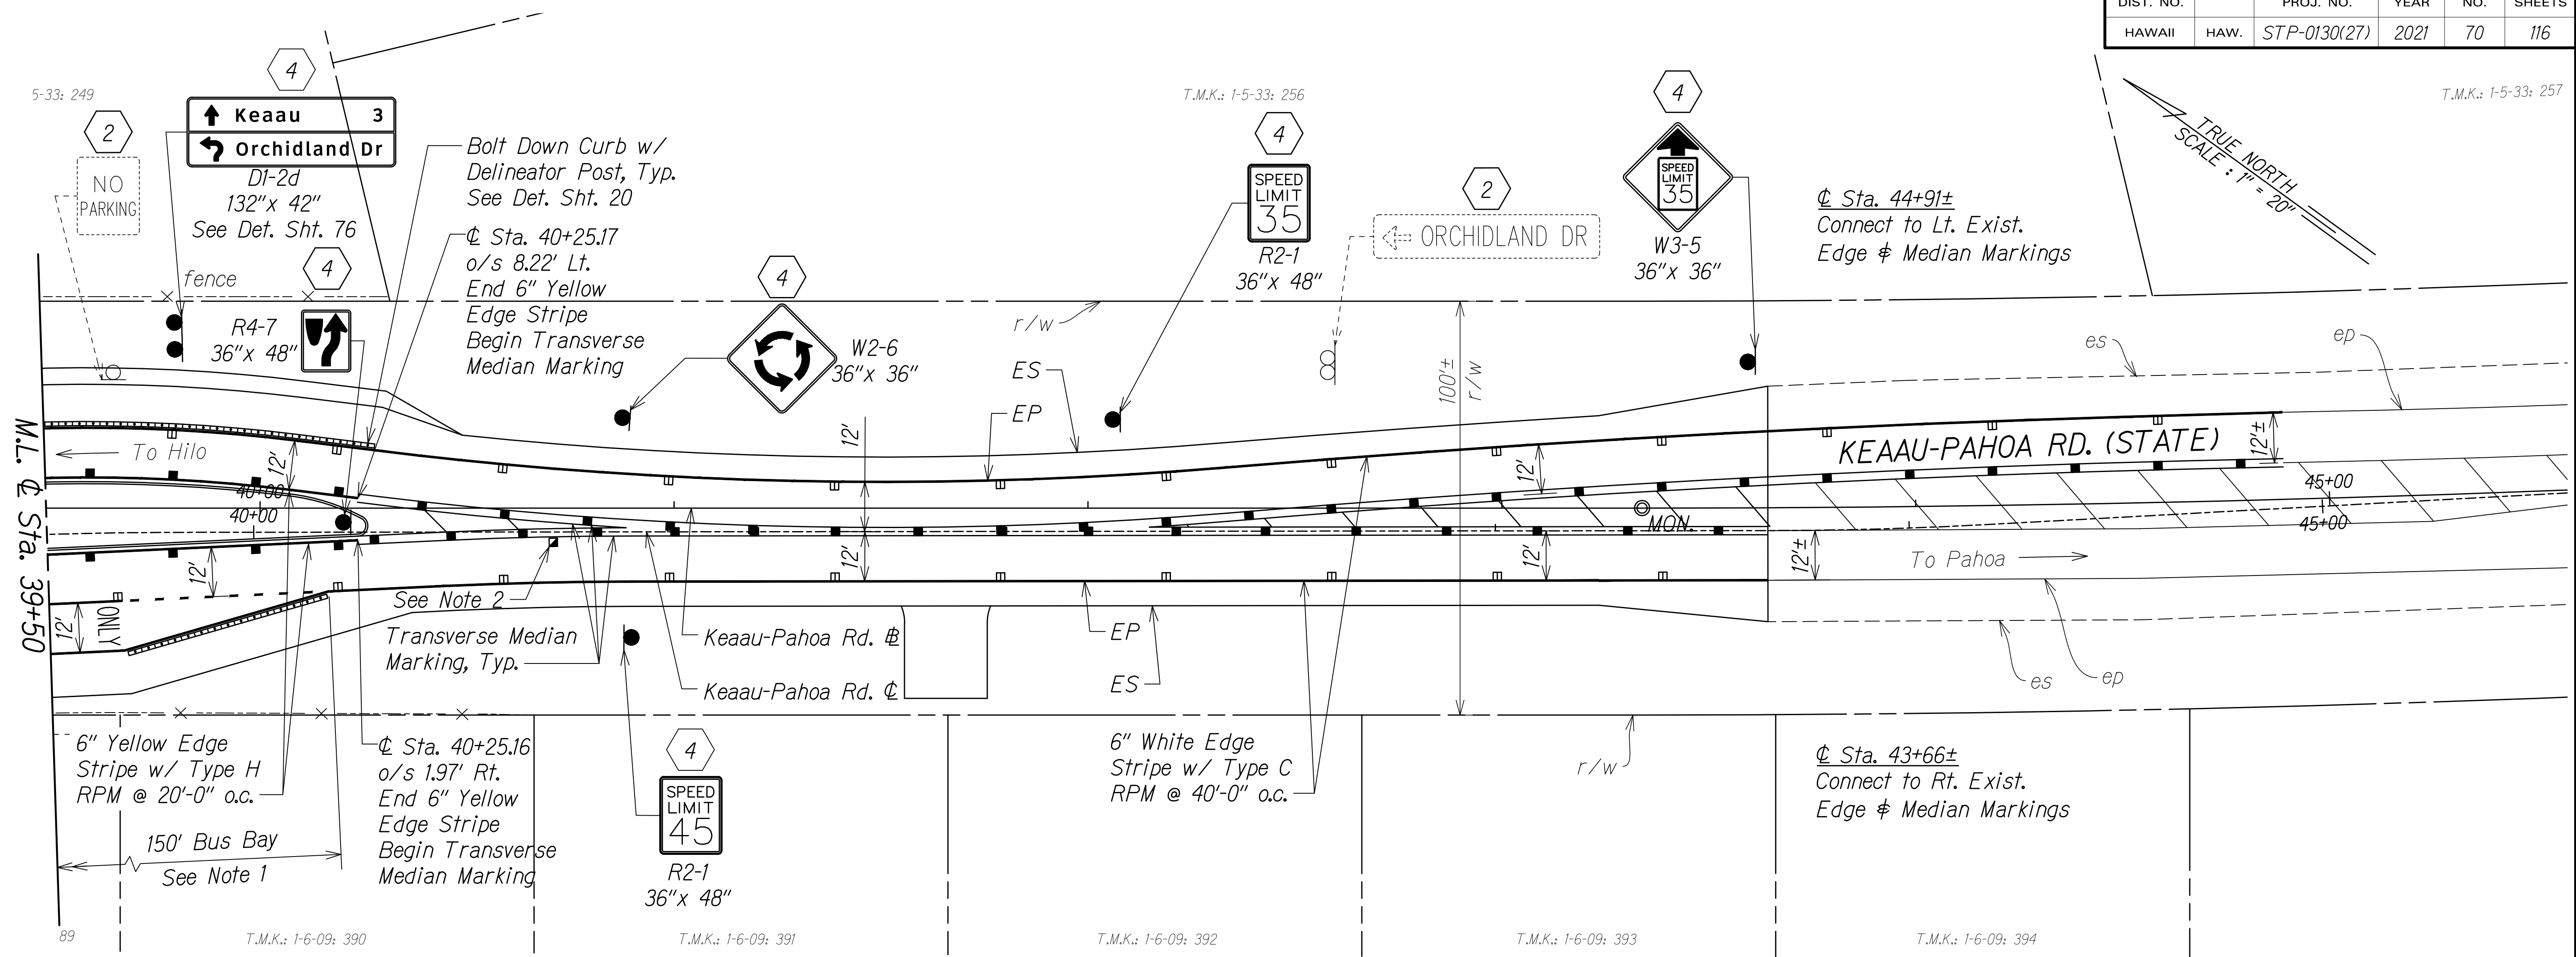 DIST. NO. PROJ. NO. YEAR NO. SHEETS
HAWAII HAW. STP-0130(27) 2021 70 116
5-33: 249
T.M.K.: 1-5-33: 256
T.M.K.: 1-5-33: 257
TRUE NORTH
SCALE : 1" = 20"
2
NO
PARKING
4
Keaau 3
Orchidland Dr
D1-2d
132"x 42"
See Det. Sht. 76
4
R4-7
36"x 48"
fence
Bolt Down Curb w/
Delineator Post, Typ.
See Det. Sht. 20
℄ Sta. 40+25.17
o/s 8.22' Lt.
End 6" Yellow
Edge Stripe
Begin Transverse
Median Marking
4
W2-6
36"x 36"
4
SPEED
LIMIT
35
R2-1
36"x 48"
2
ORCHIDLAND DR
4
SPEED
LIMIT
35
W3-5
36"x 36"
℄ Sta. 44+91±
Connect to Lt. Exist.
Edge & Median Markings
r/w
ES
EP
100'±
r/w
es
ep
M.L. ℄ Sta. 39+50
To Hilo
12'
12'
12'
KEAAU-PAHOA RD. (STATE)
12'±
40+00
40+00
45+00
45+00
MON.
12'
12'
12'
12'±
To Pahoa
12'
ONLY
See Note 2
Transverse Median
Marking, Typ.
Keaau-Pahoa Rd. BL
Keaau-Pahoa Rd. ℄
EP
ES
es
ep
6" Yellow Edge
Stripe w/ Type H
RPM @ 20'-0" o.c.
150' Bus Bay
See Note 1
℄ Sta. 40+25.16
o/s 1.97' Rt.
End 6" Yellow
Edge Stripe
Begin Transverse
Median Marking
4
SPEED
LIMIT
45
R2-1
36"x 48"
6" White Edge
Stripe w/ Type C
RPM @ 40'-0" o.c.
r/w
℄ Sta. 43+66±
Connect to Rt. Exist.
Edge & Median Markings
89
T.M.K.: 1-6-09: 390
T.M.K.: 1-6-09: 391
T.M.K.: 1-6-09: 392
T.M.K.: 1-6-09: 393
T.M.K.: 1-6-09: 394